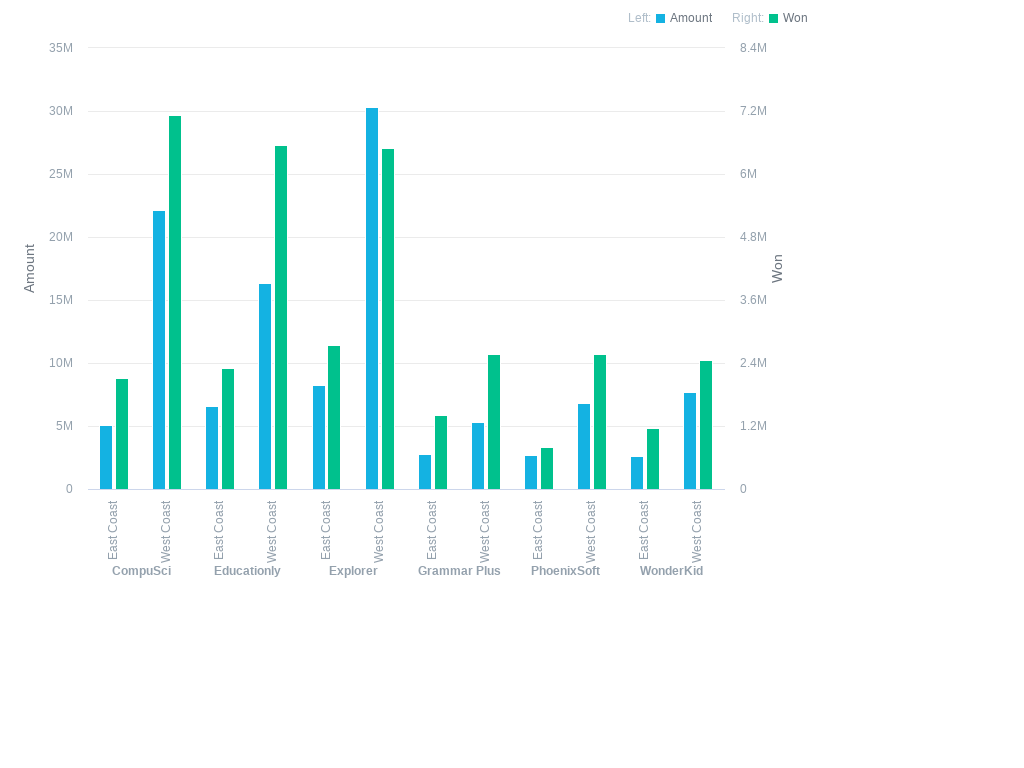 Left: Amount Right: Won
35M 8.4M
30M 7.2M
25M 6M
20M 4.8M
Amount
Won
15M 3.6M
10M 2.4M
5M 1.2M
0 0
East Coast West Coast East Coast West Coast East Coast West Coast East Coast West Coast East Coast West Coast East Coast West Coast
CompuSci Educationly Explorer Grammar Plus PhoenixSoft WonderKid